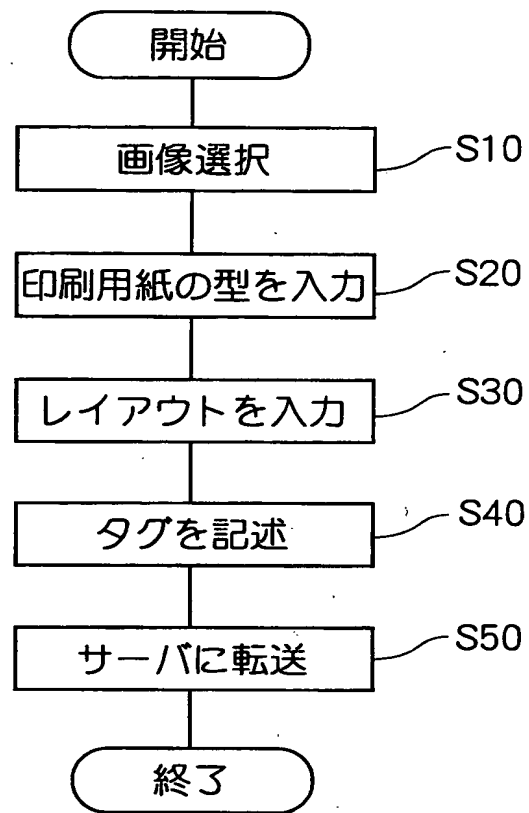 開始
画像選択
S10
印刷用紙の型を入力
S20
レイアウトを入力
S30
タグを記述
S40
サーバに転送
S50
終了